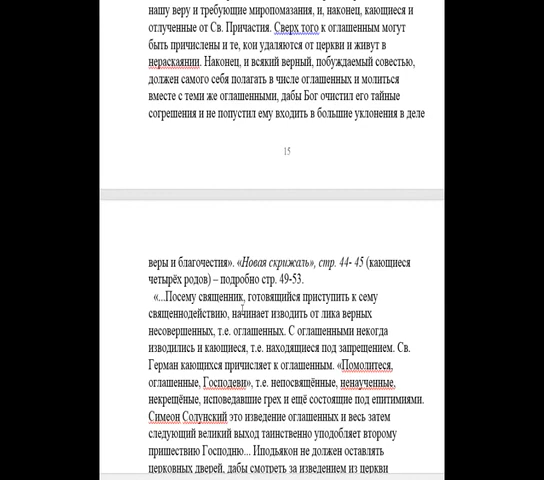 нашу веру и требующие миропомазания, и, наконец, кающиеся и
отлученные от Св. Причастия. Сверх того к оглашенным могут
быть причислены и те, кои удаляются от церкви и живут в
нераскаянии. Наконец, и всякий верный, побуждаемый совестью,
должен самого себя полагать в числе оглашенных и молиться
вместе с теми же оглашенными, дабы Бог очистил его тайные
согрешения и не попустил ему входить в большие уклонения в деле
15
веры и благочестия». «Новая скрижаль», стр. 44- 45 (кающиеся
четырёх родов) – подробно стр. 49-53.
«...Посему священник, готовящийся приступить к сему
священнодействию, начинает изводить от лика верных
несовершенных, т.е. оглашенных. С оглашенными некогда
изводились и кающиеся, т.е. находящиеся под запрещением. Св.
Герман кающихся причисляет к оглашенным. «Помолитеся,
оглашенные, Господеви», т.е. непосвящённые, ненаученные,
некрещёные, исповедавшие грех и ещё состоящие под епитимиями.
Симеон Солунский это изведение оглашенных и весь затем
следующий великий выход таинственно уподобляет второму
пришествию Господню... Иподьякон не должен оставлять
церковных дверей, дабы смотреть за изведением из церкви